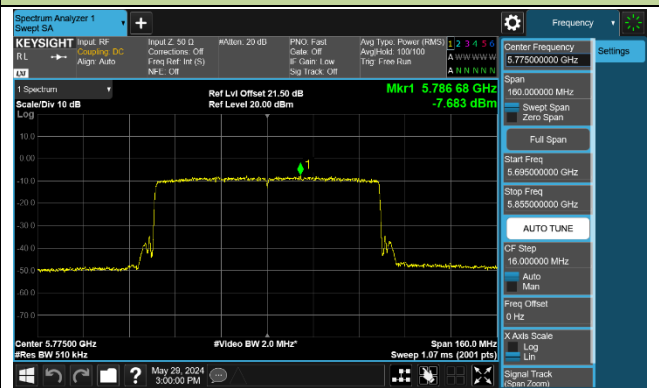 Spectrum Analyzer 1
Swept SA
Frequency
KEYSIGHT
RL
LXI
Input: RF
Coupling: DC
Align: Auto
Input Z: 50 Ω
Corrections: Off
Freq Ref: Int (S)
NFE: Off
#Atten: 20 dB
PNO: Fast
Gate: Off
IF Gain: Low
Sig Track: Off
Avg Type: Power (RMS)
Avg|Hold: 100/100
Trig: Free Run
1 2 3 4 5 6
A W W W W W
A N N N N N
1 Spectrum
Scale/Div 10 dB
Log
Ref Lvl Offset 21.50 dB
Ref Level 20.00 dBm
Mkr1 5.786 68 GHz
-7.683 dBm
10.0
0.00
-10.0
-20.0
-30.0
-40.0
-50.0
-60.0
-70.0
1
Center 5.77500 GHz
#Res BW 510 kHz
#Video BW 2.0 MHz*
Span 160.0 MHz
Sweep 1.07 ms (2001 pts)
May 29, 2024
3:00:00 PM
Center Frequency
5.775000000 GHz
Span
160.000000 MHz
Swept Span
Zero Span
Full Span
Start Freq
5.695000000 GHz
Stop Freq
5.855000000 GHz
AUTO TUNE
CF Step
16.000000 MHz
Auto
Man
Freq Offset
0 Hz
X Axis Scale
Log
Lin
Signal Track
(Span Zoom)
Settings